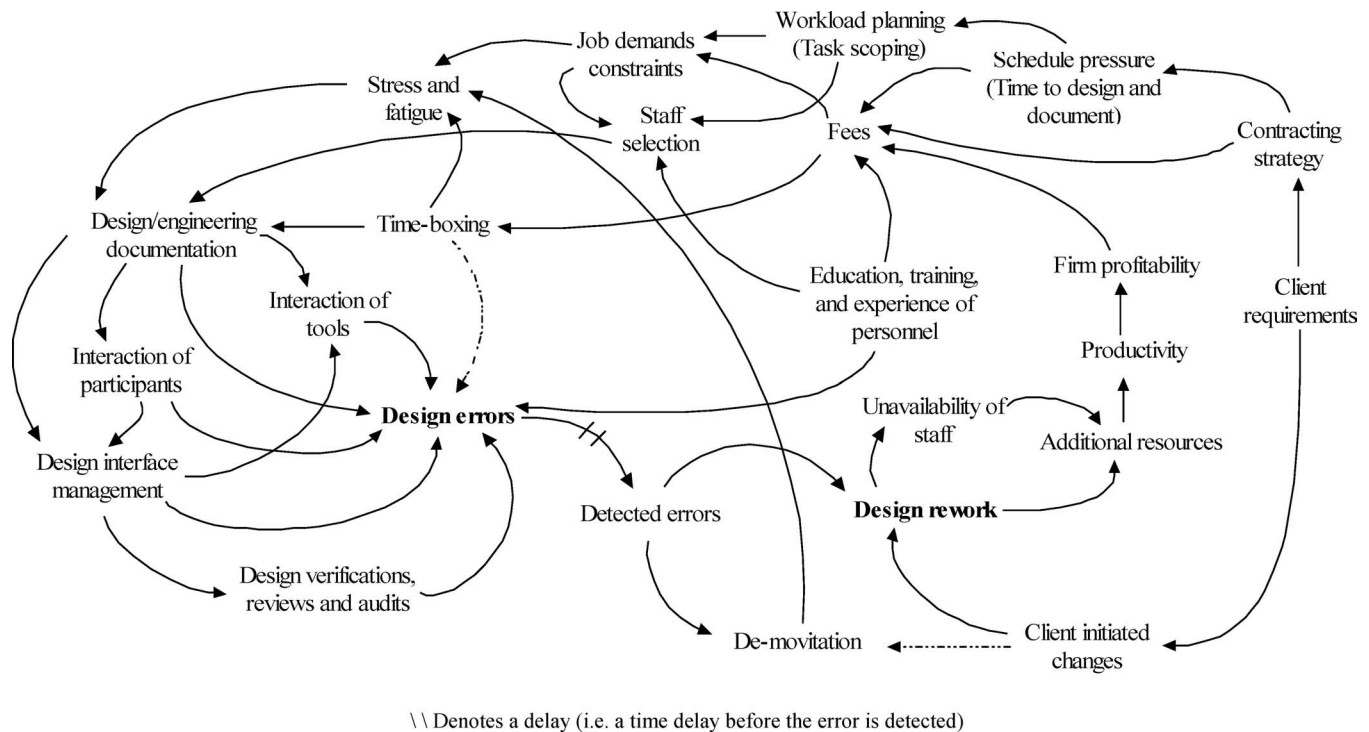 Workload planning
(Task scoping)
Job demands
constraints
Schedule pressure
(Time to design and
document)
Stress and
fatigue
Staff
selection
Fees
Contracting
strategy
Design/engineering
documentation
Time-boxing
Education, training,
and experience of
personnel
Firm profitability
Client
requirements
Interaction of
tools
Interaction of
participants
Productivity
Design errors
Unavailability of
staff
Additional resources
Design interface
management
Detected errors
Design rework
Design verifications,
reviews and audits
De-movitation
Client initiated
changes
\ \ Denotes a delay (i.e. a time delay before the error is detected)